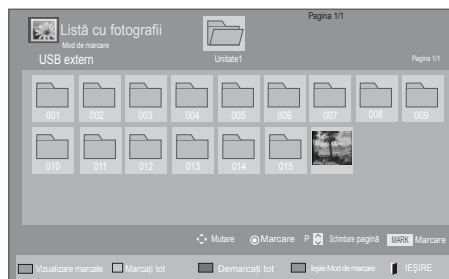 Pagina 1/1
Listă cu fotografii
Mod de marcare
USB extern
Unitate1
Pagina 1/1
001 002 003 004 005 006 007 008 009
010 011 012 013 014 015
Mutare Marcare P Schimbare pagină MARK Marcare
Vizualizare marcate Marcați tot Demarcați tot Ieşire Mod de marcare IEŞIRE